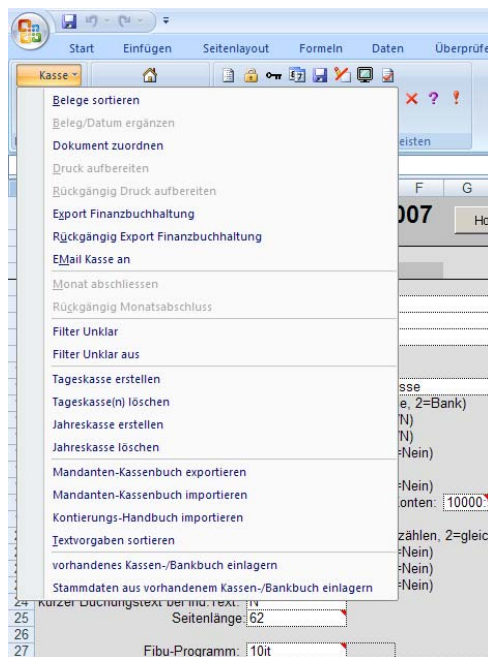 Start Einfügen Seitenlayout Formeln Daten Überprüfe
Kasse
Belege sortieren
Beleg/Datum ergänzen
Dokument zuordnen
Druck aufbereiten
Rückgängig Druck aufbereiten
Export Finanzbuchhaltung
Rückgängig Export Finanzbuchhaltung
EMail Kasse an
Monat abschliessen
Rückgängig Monatsabschluss
Filter Unklar
Filter Unklar aus
Tageskasse erstellen
Tageskasse(n) löschen
Jahreskasse erstellen
Jahreskasse löschen
Mandanten-Kassenbuch exportieren
Mandanten-Kassenbuch importieren
Kontierungs-Handbuch importieren
Textvorgaben sortieren
vorhandenes Kassen-/Bankbuch einlagern
Stammdaten aus vorhandenem Kassen-/Bankbuch einlagern
? !
eisten
F G
007 Ho
sse
e, 2=Bank)
/N)
/N)
=Nein)
=Nein)
onten: 10000:
zählen, 2=gleic
=Nein)
=Nein)
=Nein)
24 kurzer Buchungstext bei ind.Text: N
25 Seitenlänge: 62
26
27 Fibu-Programm: 10it